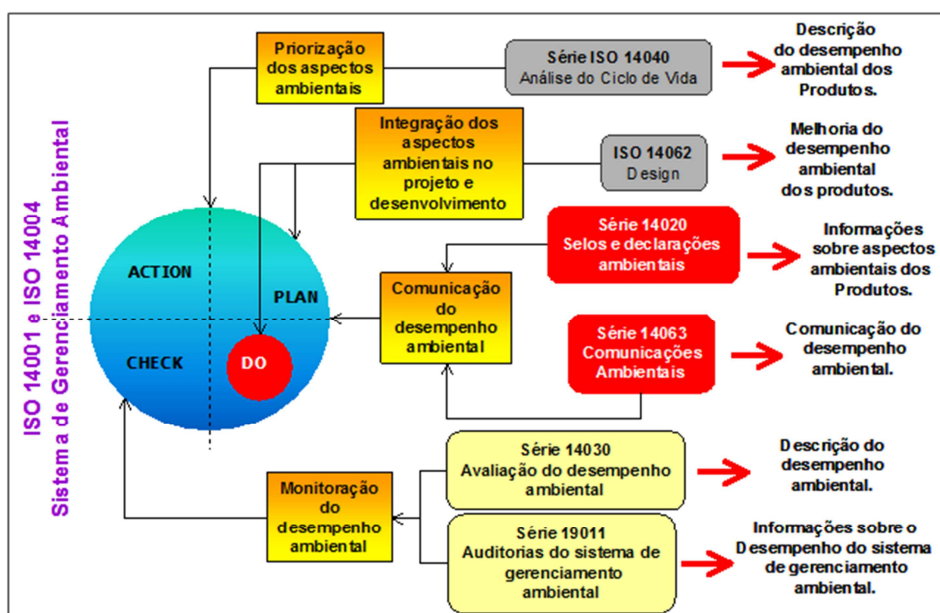 ISO 14001 e ISO 14004
Sistema de Gerenciamento Ambiental
Priorização
dos aspectos
ambientais
Série ISO 14040
Análise do Ciclo de Vida
Descrição
do desempenho
ambiental dos
Produtos.
Integração dos
aspectos
ambientais no
projeto e
desenvolvimento
ISO 14062
Design
Melhoria do
desempenho
ambiental
dos produtos.
ACTION
PLAN
CHECK
DO
Comunicação
do
desempenho
ambiental
Série 14020
Selos e declarações
ambientais
Informações
sobre aspectos
ambientais dos
Produtos.
Série 14063
Comunicações
Ambientais
Comunicação do
desempenho
ambiental.
Monitoração
do
desempenho
ambiental
Série 14030
Avaliação do desempenho
ambiental
Descrição do
desempenho
ambiental.
Série 19011
Auditorias do sistema de
gerenciamento
ambiental
Informações sobre o
Desempenho do sistema
de gerenciamento
ambiental.